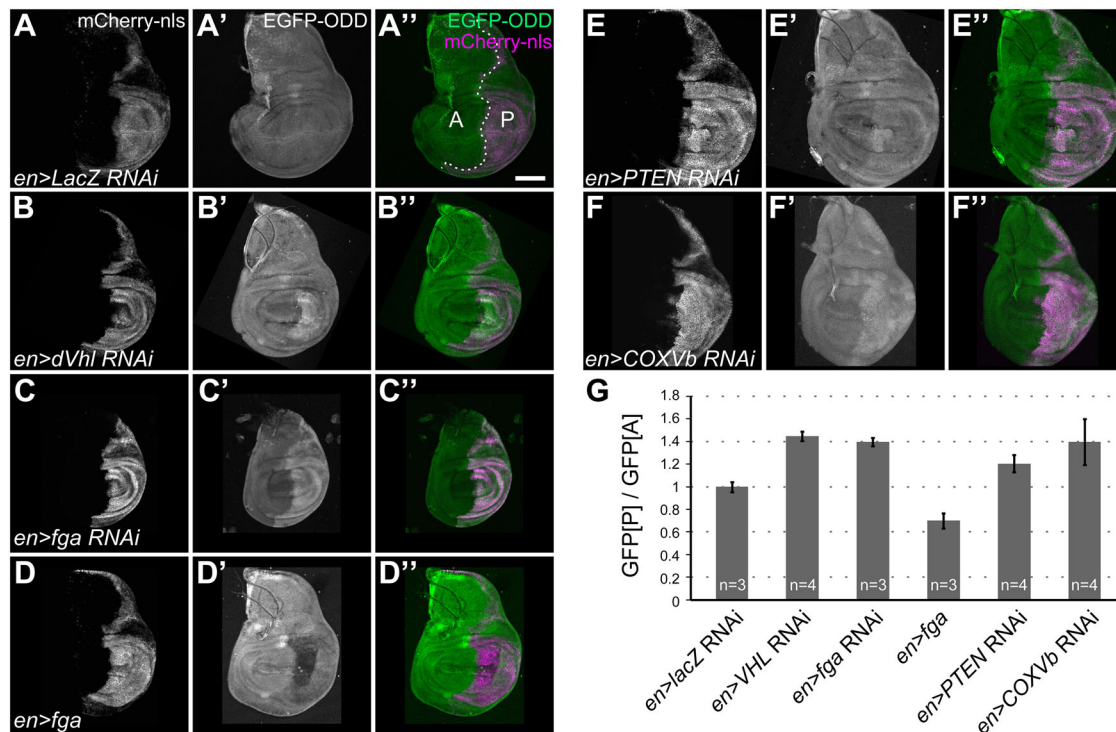 A mCherry-nls
en>LacZ RNAi
A' EGFP-ODD
A'' EGFP-ODD
mCherry-nls
A P
B
en>dVhl RNAi
B'
B''
C
en>fga RNAi
C'
C''
D
en>fga
D'
D''
E
en>PTEN RNAi
E'
E''
F
en>COXVb RNAi
F'
F''
G
GFP[P] / GFP[A]
1.8
1.6
1.4
1.2
1
0.8
0.6
0.4
0.2
0
n=3 n=4 n=3 n=3 n=4 n=4
en>lacZ RNAi
en>VHL RNAi
en>fga RNAi
en>fga
en>PTEN RNAi
en>COXVb RNAi